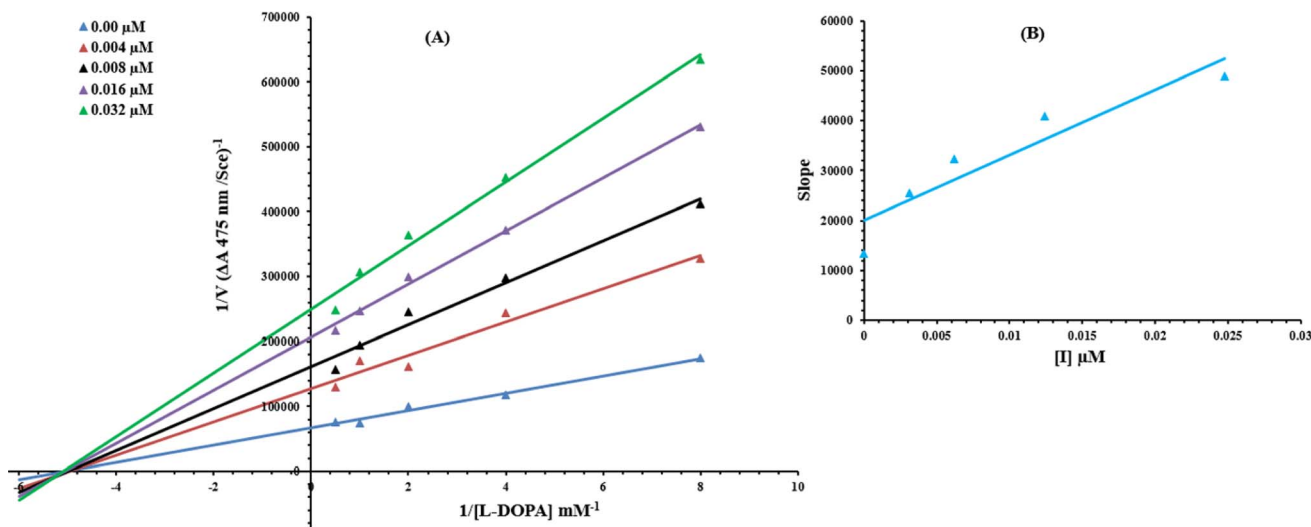 0.00 µM
0.004 µM
0.008 µM
0.016 µM
0.032 µM
(A)
700000
600000
500000
400000
300000
200000
100000
0
-6
-4
-2
0
2
4
6
8
10
1/V (ΔA 475 nm /Sce)-1
1/[L-DOPA] mM-1
(B)
60000
50000
40000
30000
20000
10000
0
0
0.005
0.01
0.015
0.02
0.025
0.03
Slope
[I] µM